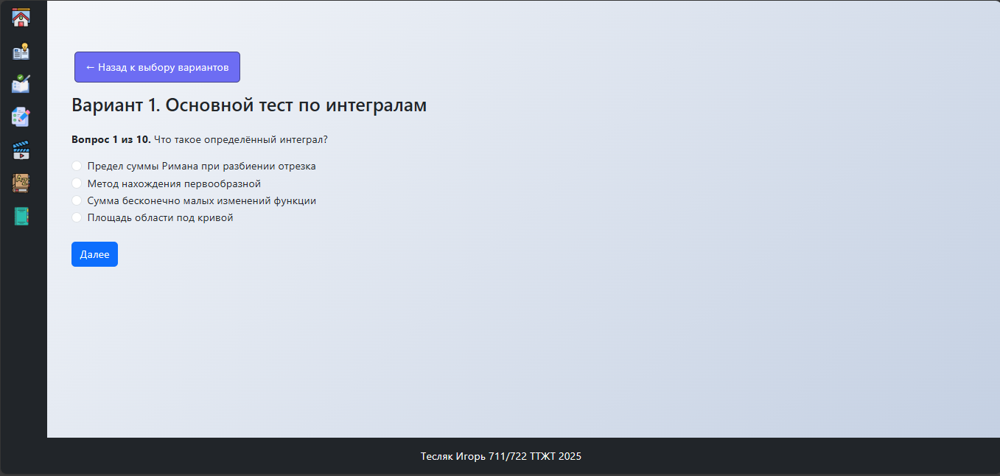 ← Назад к выбору вариантов
Вариант 1. Основной тест по интегралам
Вопрос 1 из 10. Что такое определённый интеграл?
Предел суммы Римана при разбиении отрезка
Метод нахождения первообразной
Сумма бесконечно малых изменений функции
Площадь области под кривой
Далее
Тесляк Игорь 711/722 ТТЖТ 2025